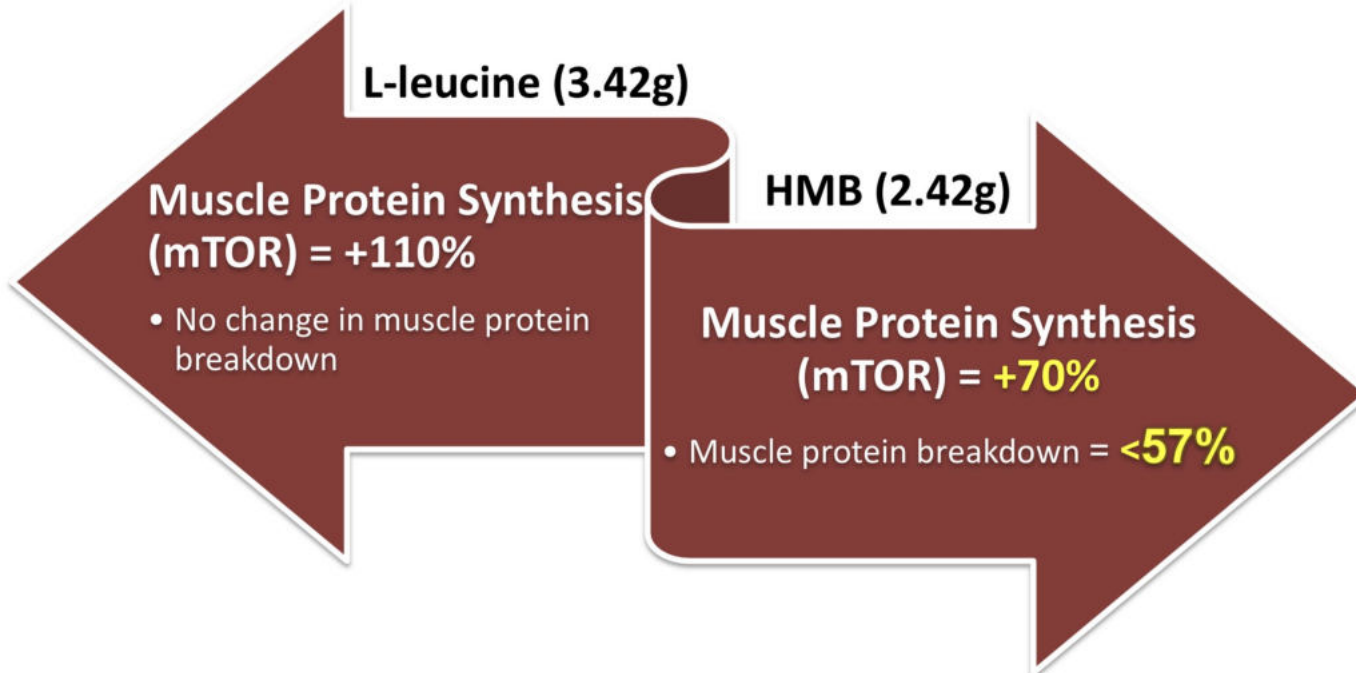 L-leucine (3.42g)
Muscle Protein Synthesis
(mTOR) = +110%
• No change in muscle protein
breakdown
HMB (2.42g)
Muscle Protein Synthesis
(mTOR) = +70%
• Muscle protein breakdown = <57%